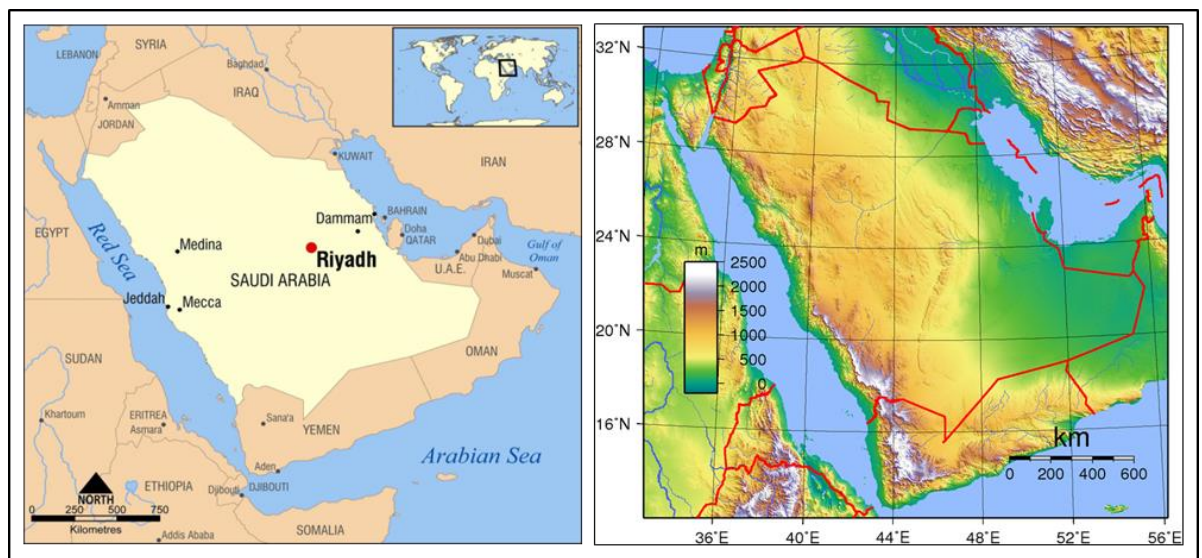 SYRIA
LEBANON
Baghdad
IRAQ
Amman
JORDAN
KUWAIT
IRAN
Dammam
BAHRAIN
Doha
QATAR
Dubai
Gulf of
Oman
Abu Dhabi
U.A.E.
Muscat
EGYPT
Red Sea
Medina
Riyadh
SAUDI ARABIA
Jeddah
Mecca
OMAN
SUDAN
Khartoum
ERITREA
Asmara
Sana'a
YEMEN
Arabian Sea
Aden
ETHIOPIA
Djibouti
DJIBOUTI
NORTH
0 250 500 750
Kilometres
Addis Ababa
SOMALIA
32°N
28°N
24°N
20°N
16°N
m
2500
2000
1500
1000
500
0
km
0 200 400 600
36°E 40°E 44°E 48°E 52°E 56°E